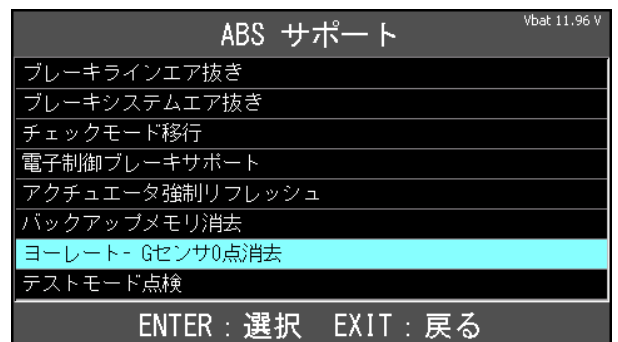 ABS サポート
Vbat 11.96 V
ブレーキラインエア抜き
ブレーキシステムエア抜き
チェックモード移行
電子制御ブレーキサポート
アクチュエータ強制リフレッシュ
バックアップメモリ消去
ヨーレート- Gセンサ0点消去
テストモード点検
ENTER：選択 EXIT：戻る